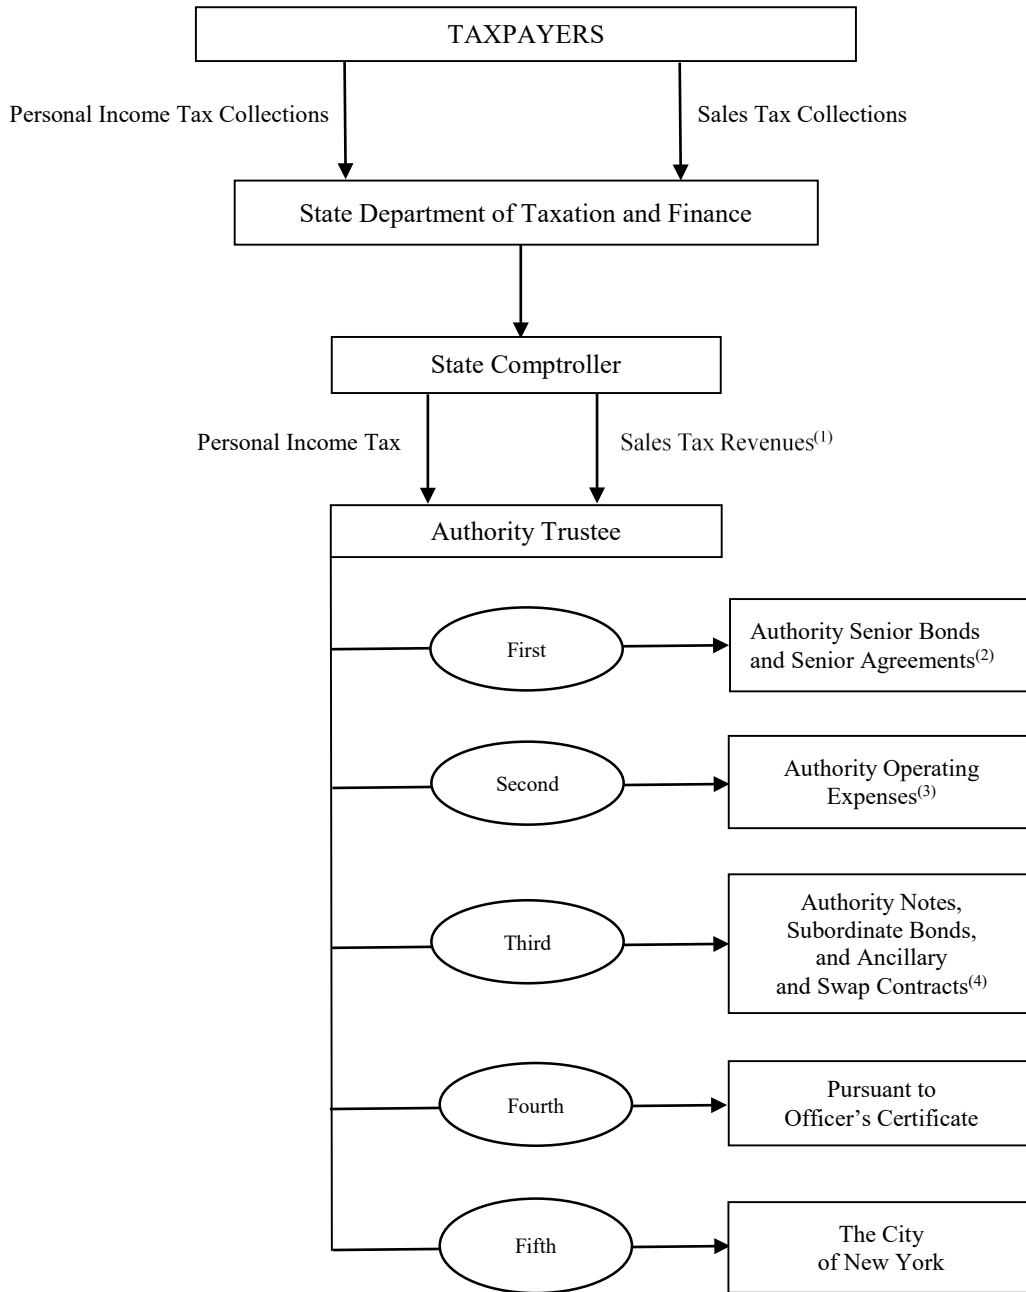 TAXPAYERS
Personal Income Tax Collections
Sales Tax Collections
State Department of Taxation and Finance
State Comptroller
Personal Income Tax
Sales Tax Revenues(1)
Authority Trustee
First
Authority Senior Bonds
and Senior Agreements(2)
Second
Authority Operating
Expenses(3)
Third
Authority Notes,
Subordinate Bonds,
and Ancillary
and Swap Contracts(4)
Fourth
Pursuant to
Officer’s Certificate
Fifth
The City
of New York